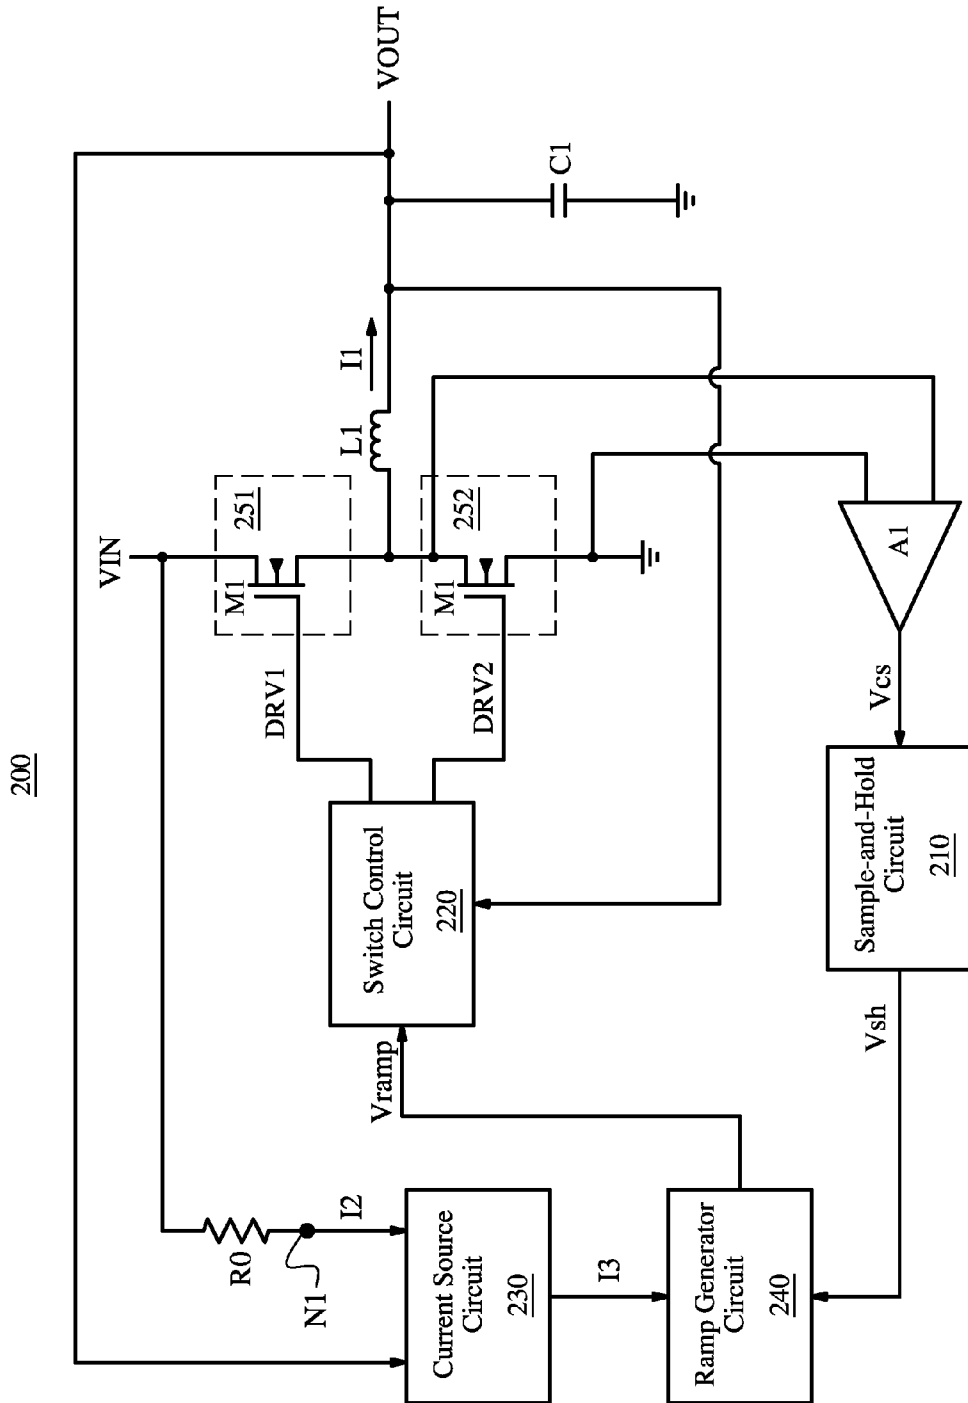 200
VOUT
VIN
251
M1
252
M1
L1
I1
C1
DRV1
DRV2
A1
Vcs
Switch Control
Circuit
220
Sample-and-Hold
Circuit
210
Vramp
Vsh
R0
N1
I2
Current Source
Circuit
230
I3
Ramp Generator
Circuit
240